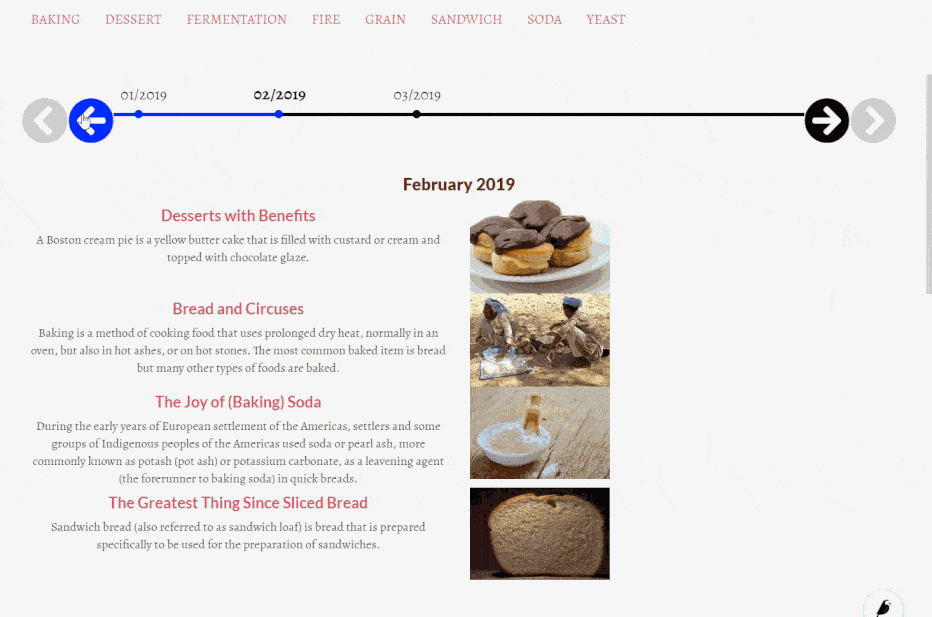 BAKING DESSERT FERMENTATION FIRE GRAIN SANDWICH SODA YEAST
01/2019 02/2019 03/2019
February 2019
Desserts with Benefits
A Boston cream pie is a yellow butter cake that is filled with custard or cream and
topped with chocolate glaze.
Bread and Circuses
Baking is a method of cooking food that uses prolonged dry heat, normally in an
oven, but also in hot ashes, or on hot stones. The most common baked item is bread
but many other types of foods are baked.
The Joy of (Baking) Soda
During the early years of European settlement of the Americas, settlers and some
groups of Indigenous peoples of the Americas used soda or pearl ash, more
commonly known as potash (pot ash) or potassium carbonate, as a leavening agent
(the forerunner to baking soda) in quick breads.
The Greatest Thing Since Sliced Bread
Sandwich bread (also referred to as sandwich loaf) is bread that is prepared
specifically to be used for the preparation of sandwiches.